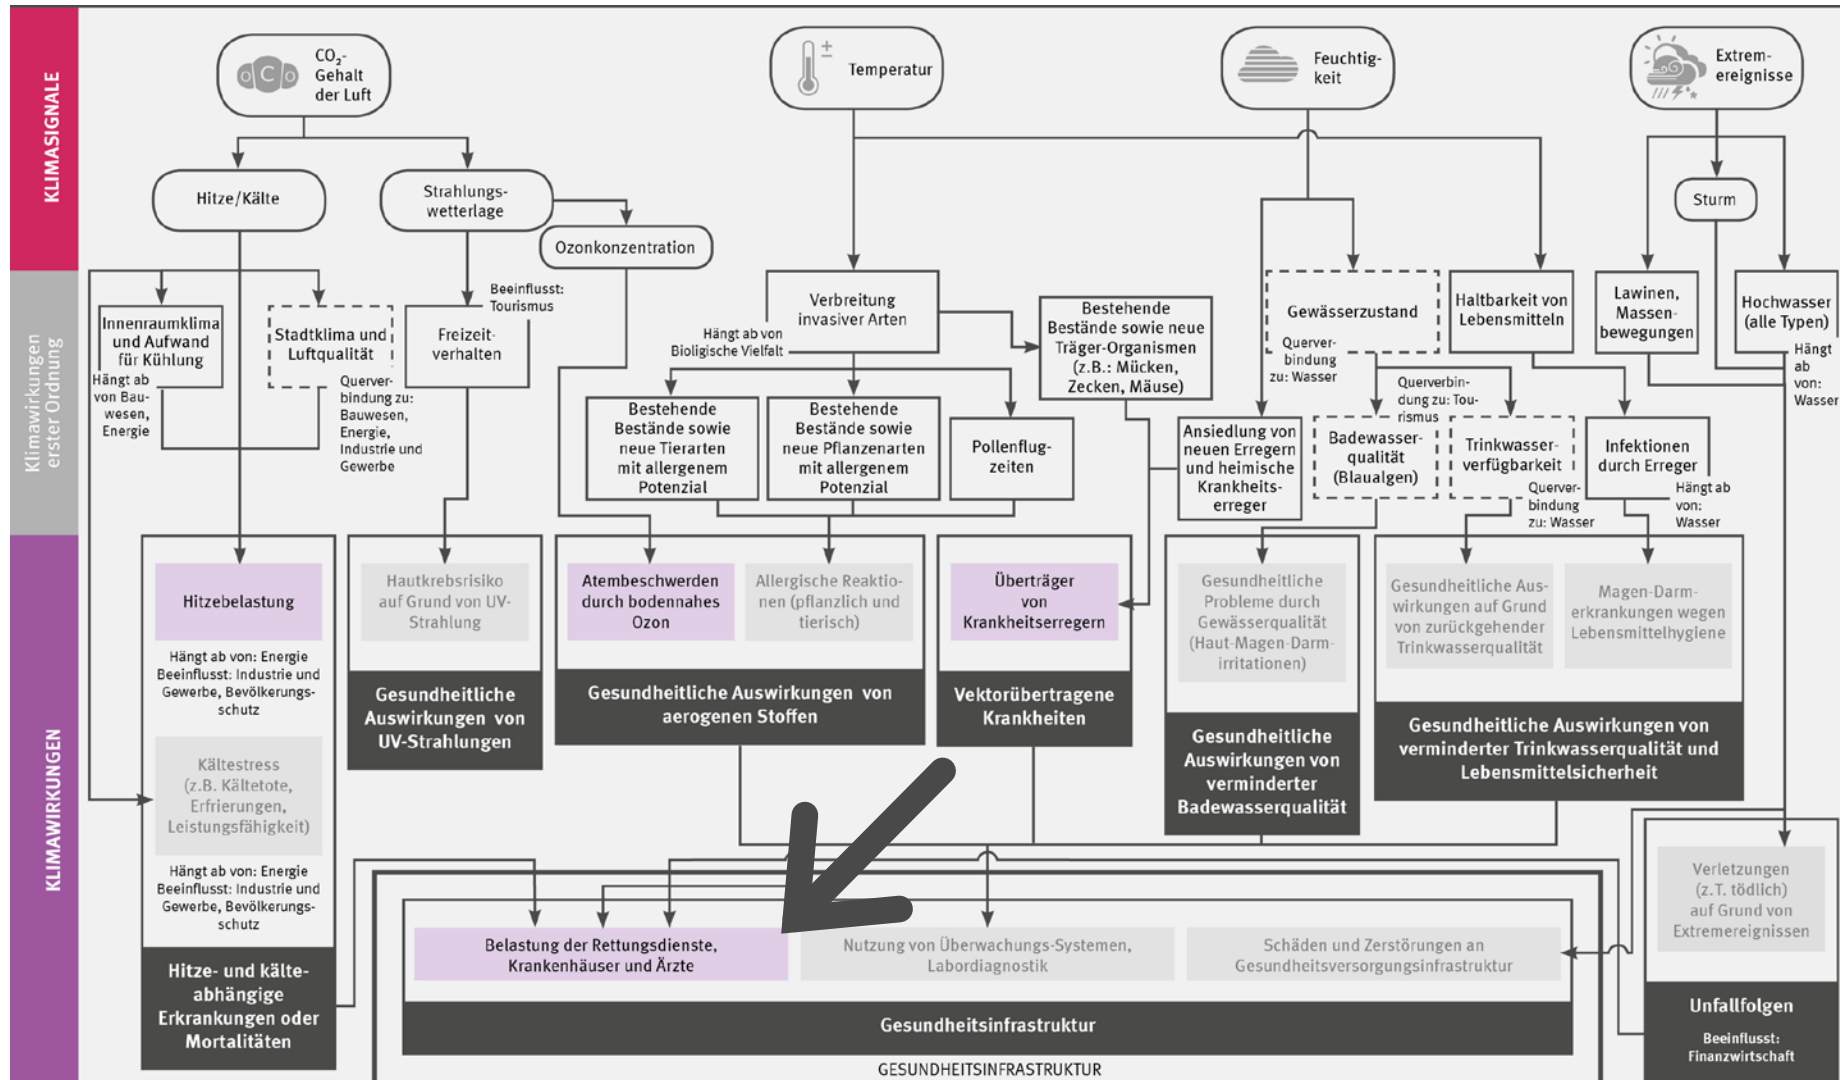 KLIMASIGNALE
CO₂-
Gehalt
der Luft
oCo
Temperatur
±
Feuchtig-
keit
Extrem-
ereignisse
Hitze/Kälte
Strahlungs-
wetterlage
Ozonkonzentration
Sturm
Klimawirkungen
erster Ordnung
Innenraumklima
und Aufwand
für Kühlung
Hängt ab
von Bau-
wesen,
Energie
Stadtklima und
Luftqualität
Querver-
bindung zu:
Bauwesen,
Energie,
Industrie und
Gewerbe
Beeinflusst:
Tourismus
Freizeit-
verhalten
Verbreitung
invasiver Arten
Hängt ab von
Bioligische Vielfalt
Bestehende
Bestände sowie neue
Träger-Organismen
(z.B.: Mücken,
Zecken, Mäuse)
Bestehende
Bestände sowie
neue Tierarten
mit allergenem
Potenzial
Bestehende
Bestände sowie
neue Pflanzenarten
mit allergenem
Potenzial
Pollenflug-
zeiten
Ansiedlung von
neuen Erregern
und heimische
Krankheits-
erreger
Gewässerzustand
Querver-
bindung
zu: Wasser
Querverbin-
dung zu: Tou-
rismus
Badewasser-
qualität
(Blaualgen)
Trinkwasser-
verfügbarkeit
Querver-
bindung
zu: Wasser
Haltbarkeit von
Lebensmitteln
Infektionen
durch Erreger
Hängt ab
von:
Wasser
Lawinen,
Massen-
bewegungen
Hochwasser
(alle Typen)
Hängt
ab
von:
Wasser
KLIMAWIRKUNGEN
Hitzebelastung
Hängt ab von: Energie
Beeinflusst: Industrie und
Gewerbe, Bevölkerungs-
schutz
Kältestress
(z.B. Kältetote,
Erfrierungen,
Leistungsfähigkeit)
Hängt ab von: Energie
Beeinflusst: Industrie und
Gewerbe, Bevölkerungs-
schutz
Hitze- und kälte-
abhängige
Erkrankungen oder
Mortalitäten
Hautkrebsrisiko
auf Grund von UV-
Strahlung
Gesundheitliche
Auswirkungen von
UV-Strahlungen
Atembeschwerden
durch bodennahes
Ozon
Allergische Reaktio-
nen (pflanzlich und
tierisch)
Gesundheitliche Auswirkungen von
aerogenen Stoffen
Überträger
von
Krankheitserregern
Vektorübertragene
Krankheiten
Gesundheitliche
Probleme durch
Gewässerqualität
(Haut-Magen-Darm-
irritationen)
Gesundheitliche
Auswirkungen von
verminderter
Badewasserqualität
Gesundheitliche Aus-
wirkungen auf Grund
von zurückgehender
Trinkwasserqualität
Magen-Darm-
erkrankungen wegen
Lebensmittelhygiene
Gesundheitliche Auswirkungen von
verminderter Trinkwasserqualität und
Lebensmittelsicherheit
Verletzungen
(z.T. tödlich)
auf Grund von
Extremereignissen
Unfallfolgen
Beeinflusst:
Finanzwirtschaft
Belastung der Rettungsdienste,
Krankenhäuser und Ärzte
Nutzung von Überwachungs-Systemen,
Labordiagnostik
Schäden und Zerstörungen an
Gesundheitsversorgungsinfrastruktur
Gesundheitsinfrastruktur
GESUNDHEITSINFRASTRUKTUR